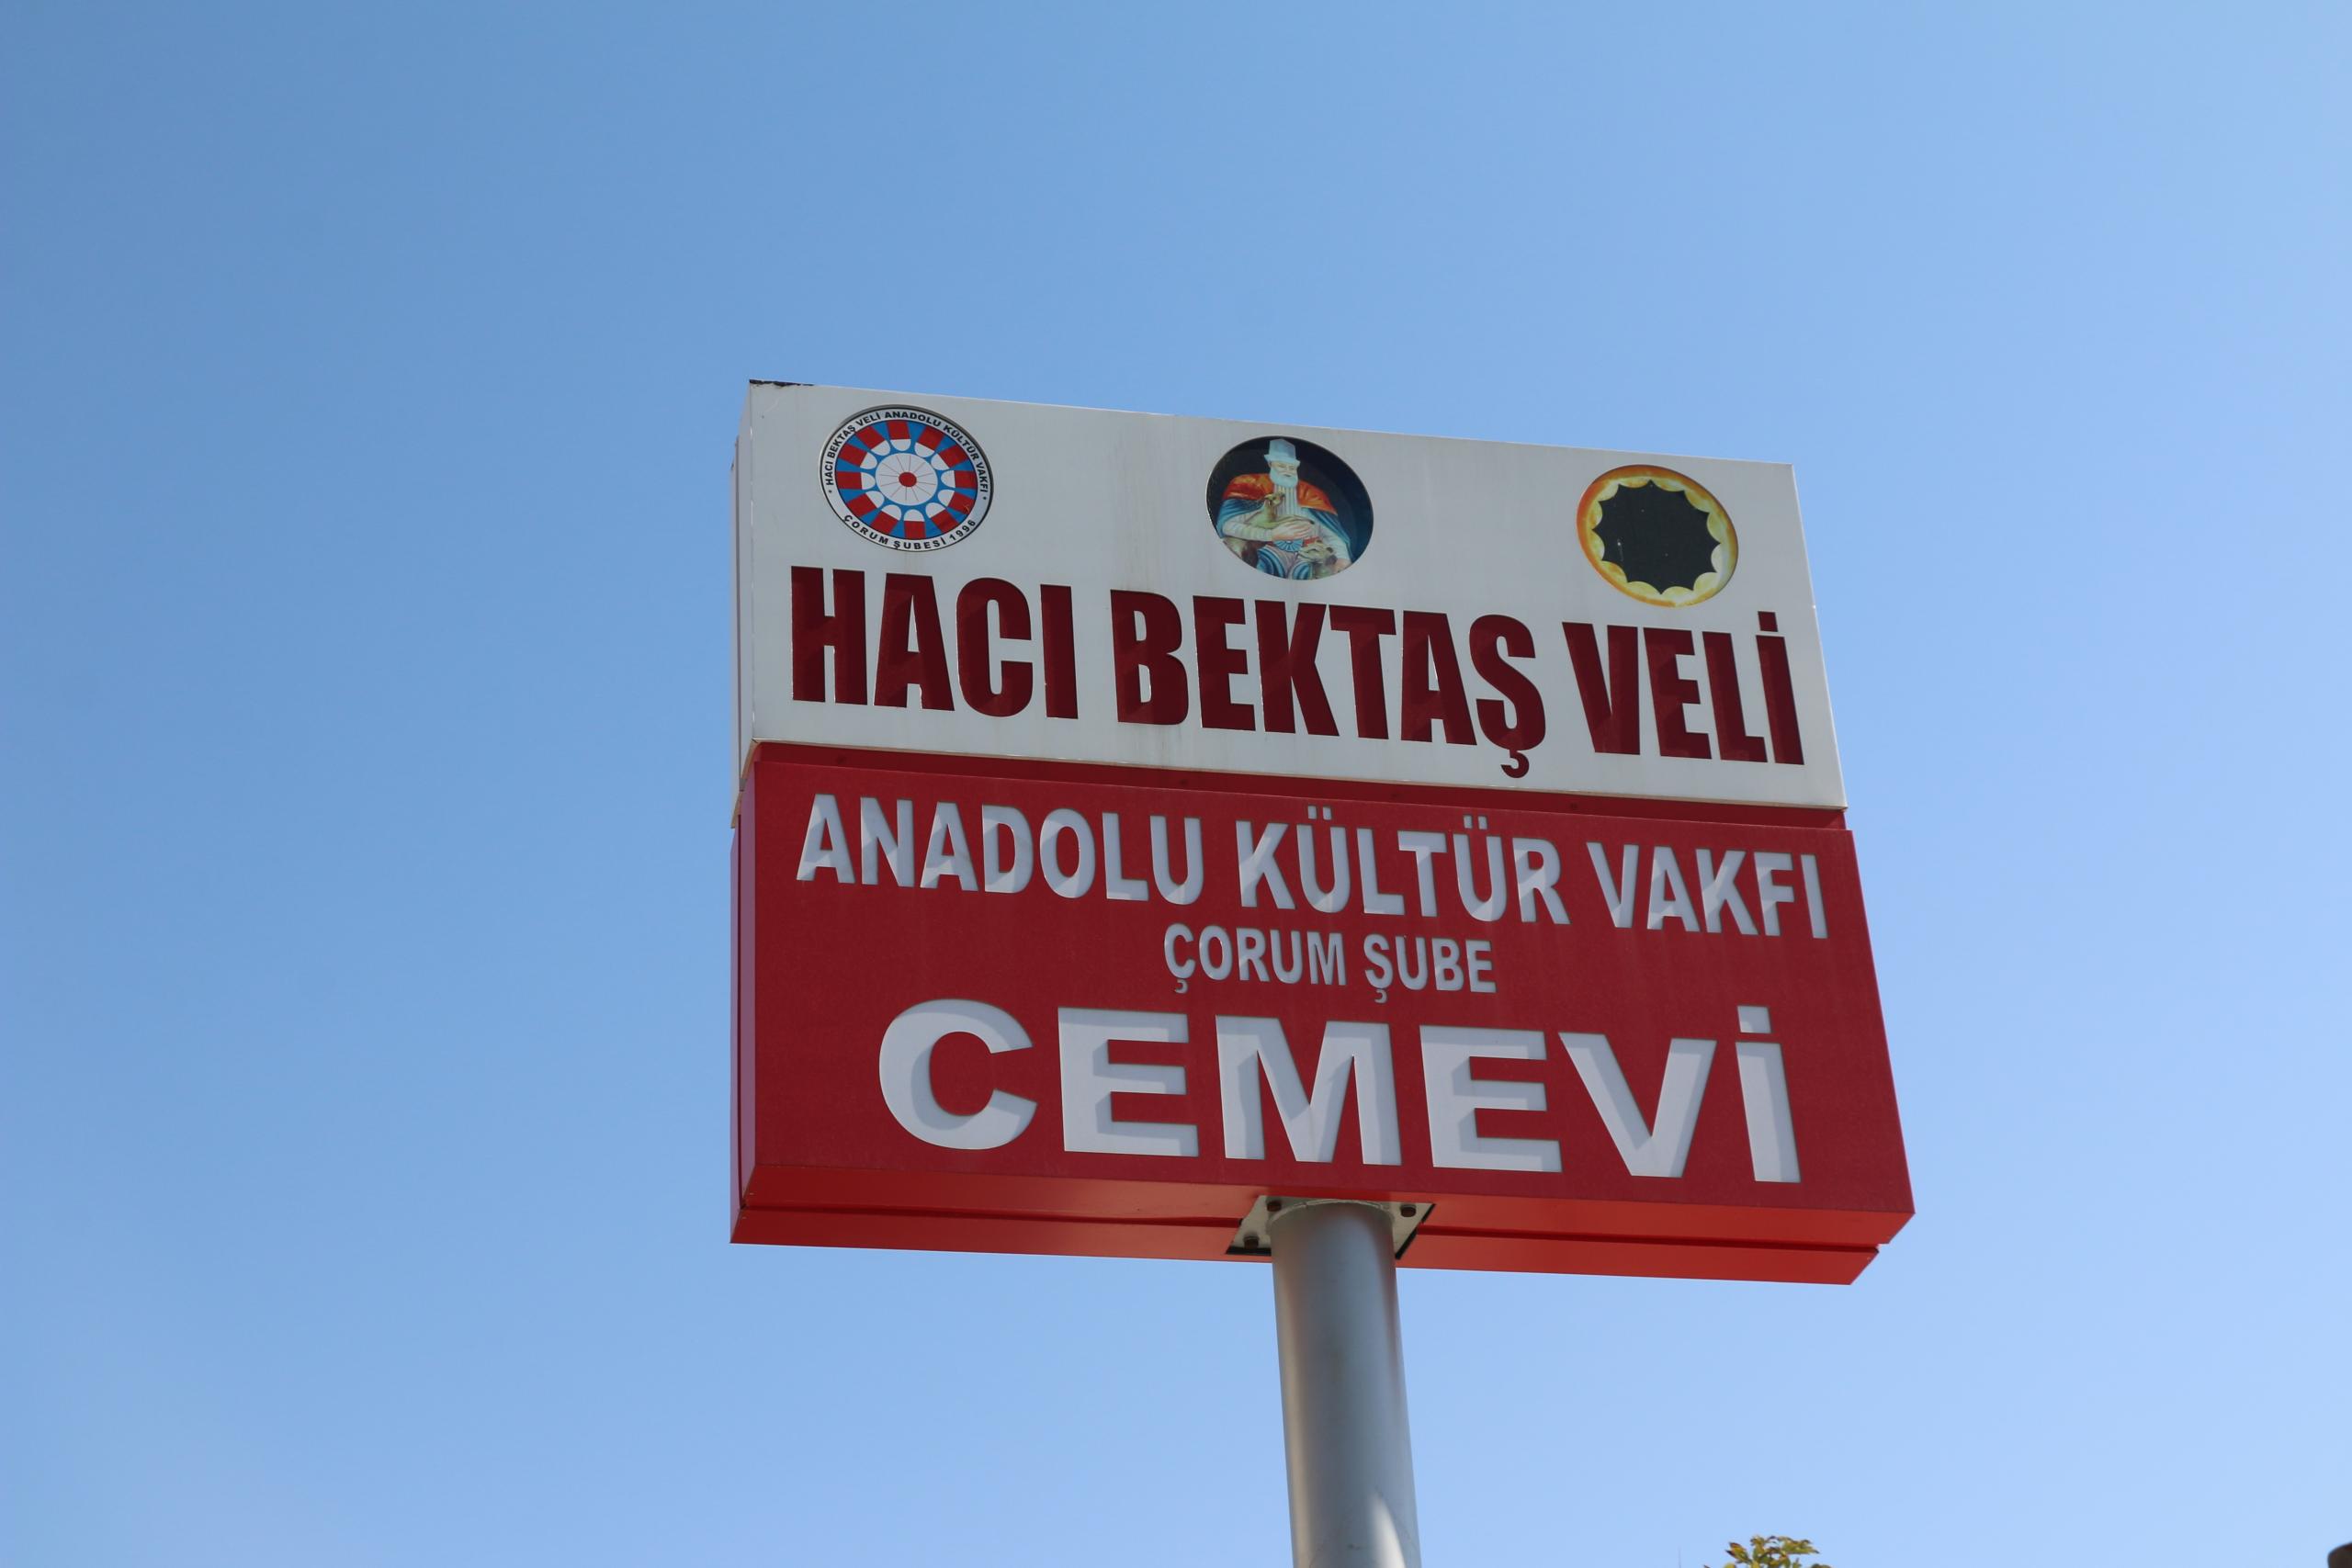 HACI BEKTAŞ VELİ ANADOLU KÜLTÜR VAKFI
ÇORUM ŞUBESİ 1996
HACI BEKTAŞ VELİ
ANADOLU KÜLTÜR VAKFI
ÇORUM ŞUBE
CEMEVİ